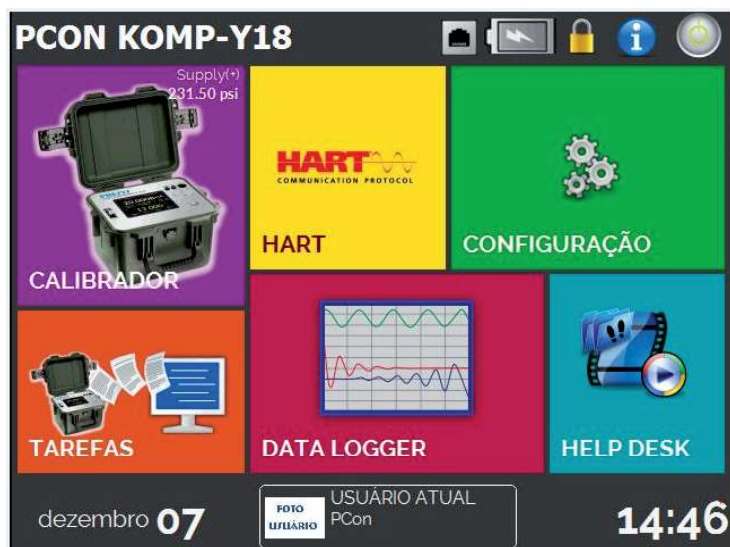 PCON KOMP-Y18
Supply(+)
231.50 psi
CALIBRADOR
HART
COMMUNICATION PROTOCOL
HART
CONFIGURAÇÃO
TAREFAS
DATA LOGGER
HELP DESK
dezembro 07
FOTO
USUÁRIO
USUÁRIO ATUAL
PCon
14:46